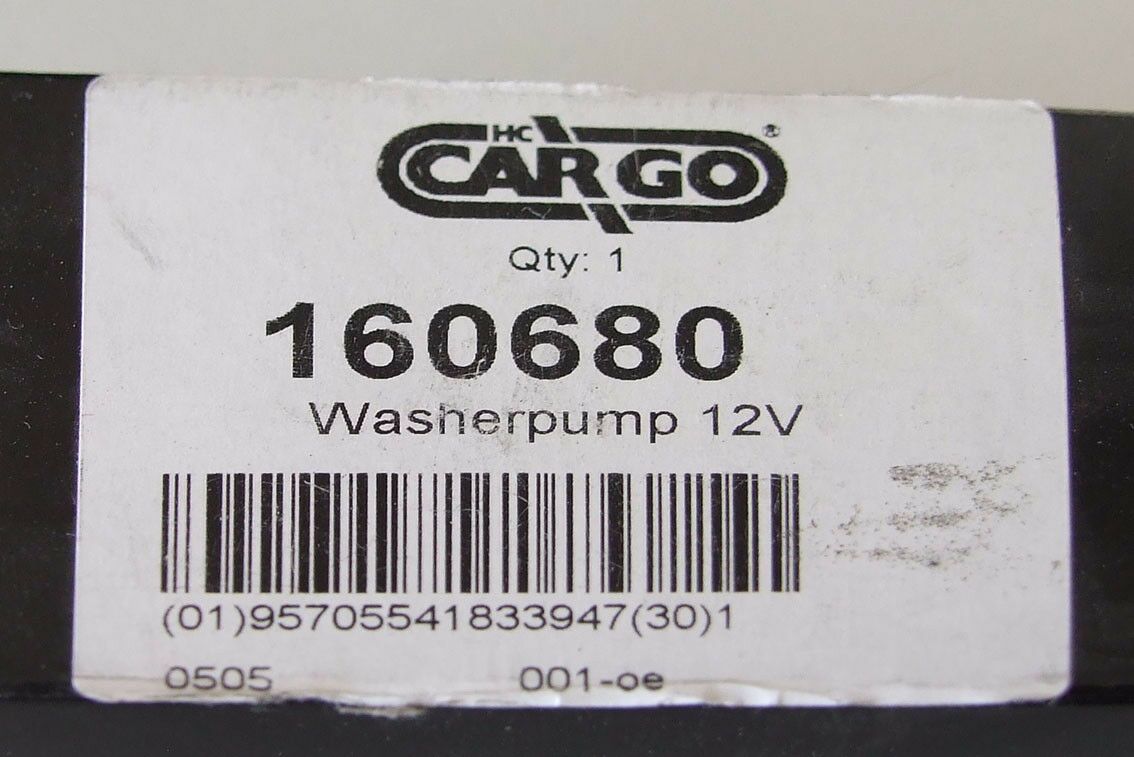 HC
CARGO®
Qty: 1
160680
Washerpump 12V
(01)95705541833947(30)1
0505 001-oe